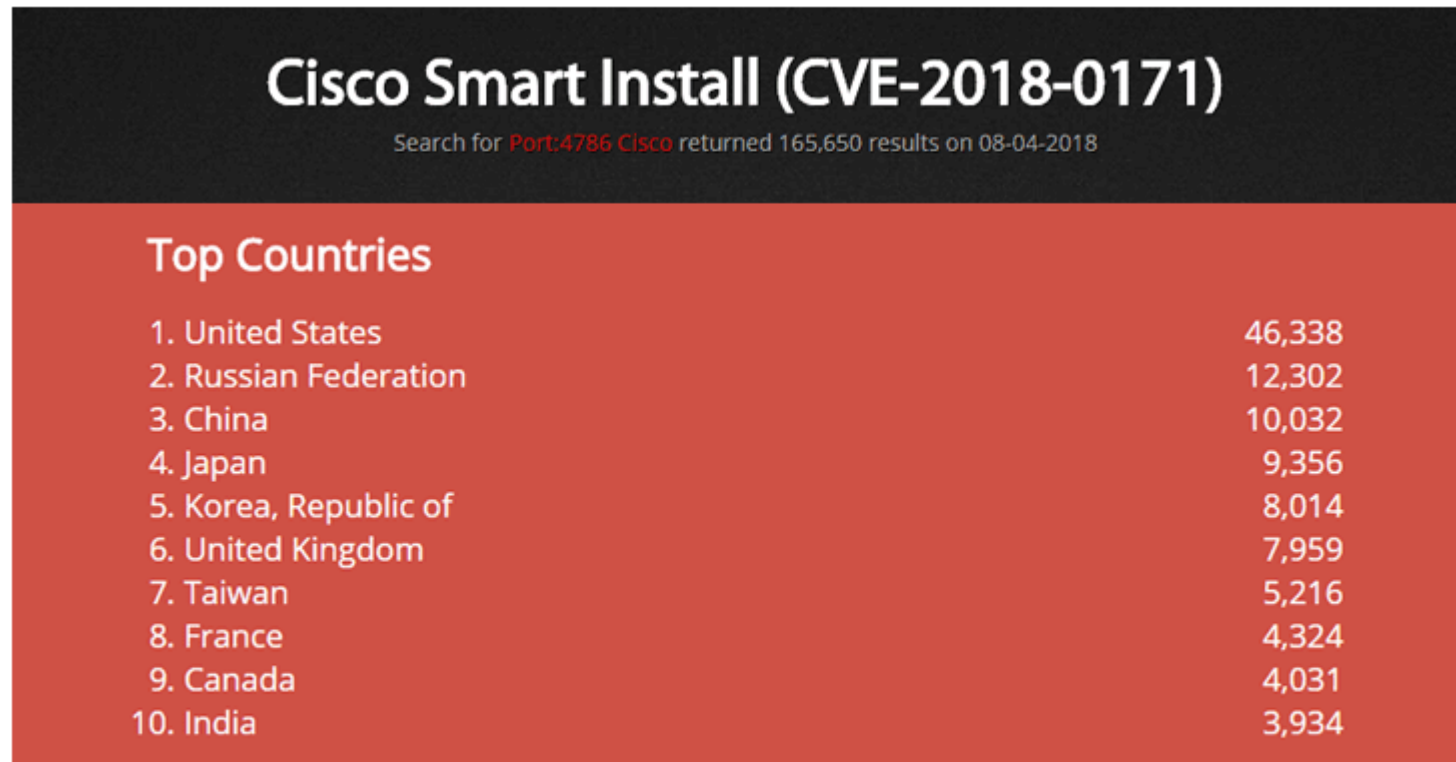 Cisco Smart Install (CVE-2018-0171)
Search for Port:4786 Cisco returned 165,650 results on 08-04-2018
Top Countries
1. United States 46,338
2. Russian Federation 12,302
3. China 10,032
4. Japan 9,356
5. Korea, Republic of 8,014
6. United Kingdom 7,959
7. Taiwan 5,216
8. France 4,324
9. Canada 4,031
10. India 3,934